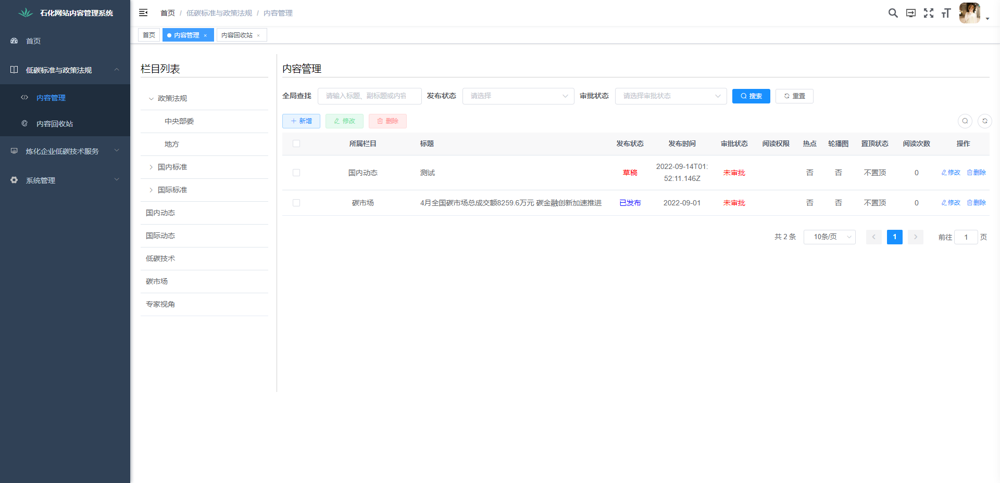 石化网站内容管理系统
首页
低碳标准与政策法规
内容管理
内容回收站
炼化企业低碳技术服务
系统管理
首页 / 低碳标准与政策法规 / 内容管理
首页 内容管理 × 内容回收站 ×
栏目列表
政策法规
中央部委
地方
国内标准
国际标准
国内动态
国际动态
低碳技术
碳市场
专家视角
内容管理
全局查找 请输入标题、副标题或内容 发布状态 请选择 审批状态 请选择审批状态 搜索 重置
新增 修改 删除
所属栏目 标题 发布状态 发布时间 审批状态 阅读权限 热点 轮播图 置顶状态 阅读次数 操作
国内动态 测试 草稿 2022-09-14T01:
52:11.146Z 未审批 否 否 不置顶 0 修改 删除
碳市场 4月全国碳市场总成交额8259.6万元 碳金融创新加速推进 已发布 2022-09-01 未审批 否 否 不置顶 0 修改 删除
共 2 条 10条/页 1 前往 1 页